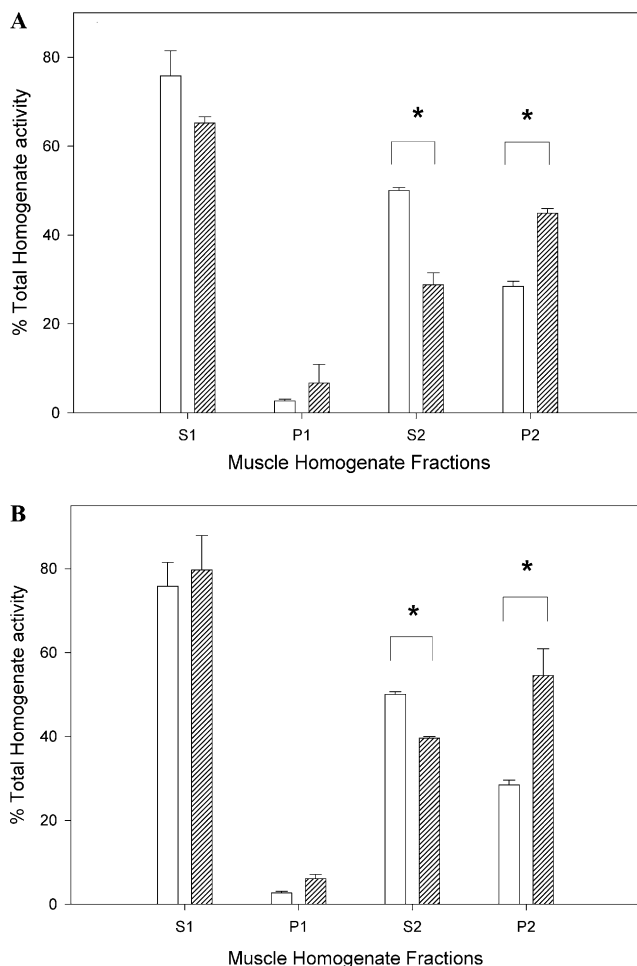 A
% Total Homogenate activity
80
60
40
20
0
* *
S1 P1 S2 P2
Muscle Homogenate Fractions
B
% Total Homogenate activity
80
60
40
20
0
* *
S1 P1 S2 P2
Muscle Homogenate Fractions